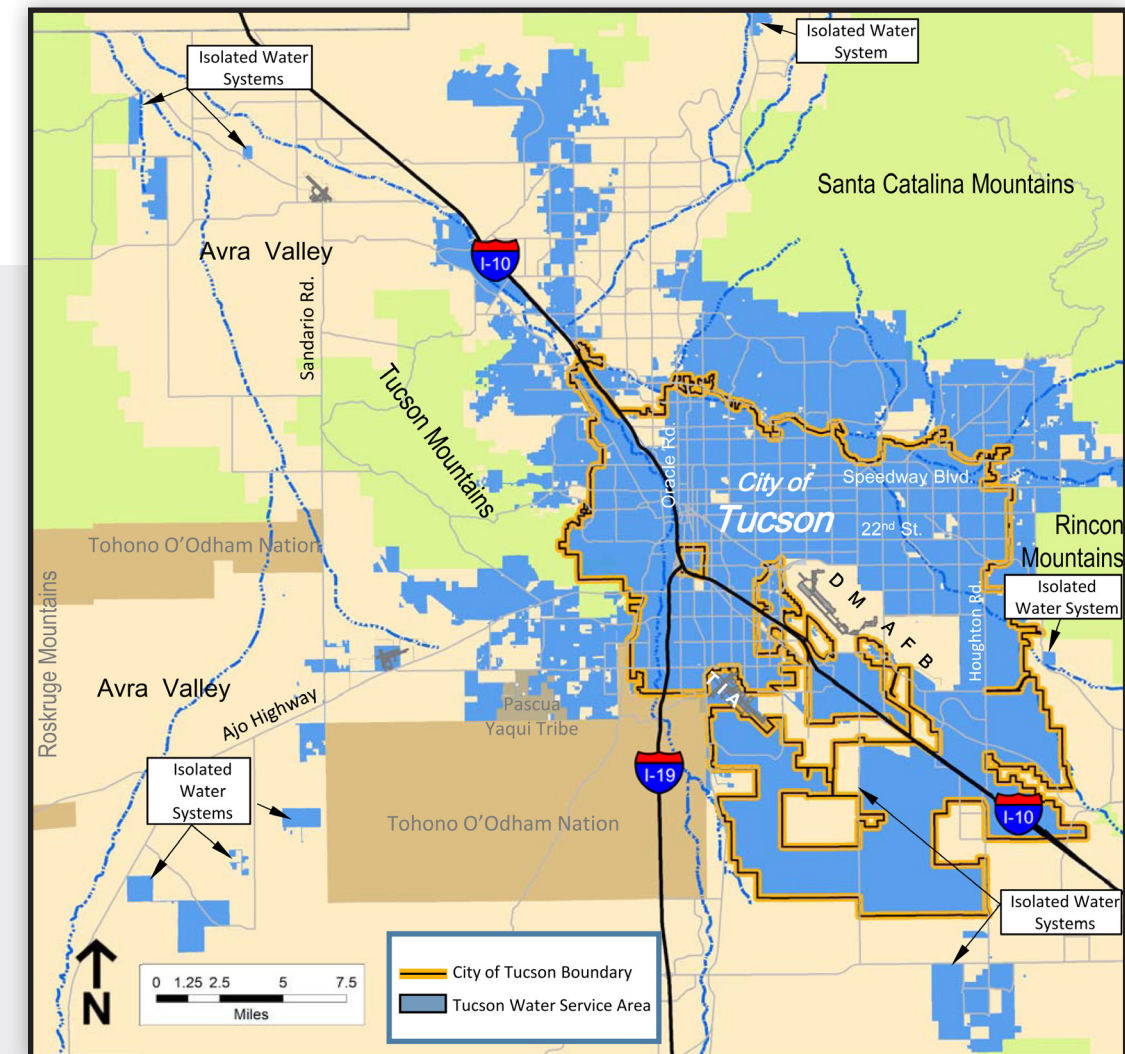 Isolated Water
System
Isolated Water
Systems
Santa Catalina Mountains
Avra Valley
I-10
Sandario Rd.
Tucson Mountains
Oracle Rd.
City of
Tucson
Speedway Blvd.
22nd St.
Rincon
Mountains
Tohono O’Odham Nation
Roskruge Mountains
DM AFB
Houghton Rd.
Isolated
Water System
Avra Valley
Ajo Highway
TIA
Pascua
Yaqui Tribe
Isolated
Water
Systems
I-19
Tohono O’Odham Nation
I-10
Isolated Water
Systems
N
0 1.25 2.5 5 7.5
Miles
City of Tucson Boundary
Tucson Water Service Area